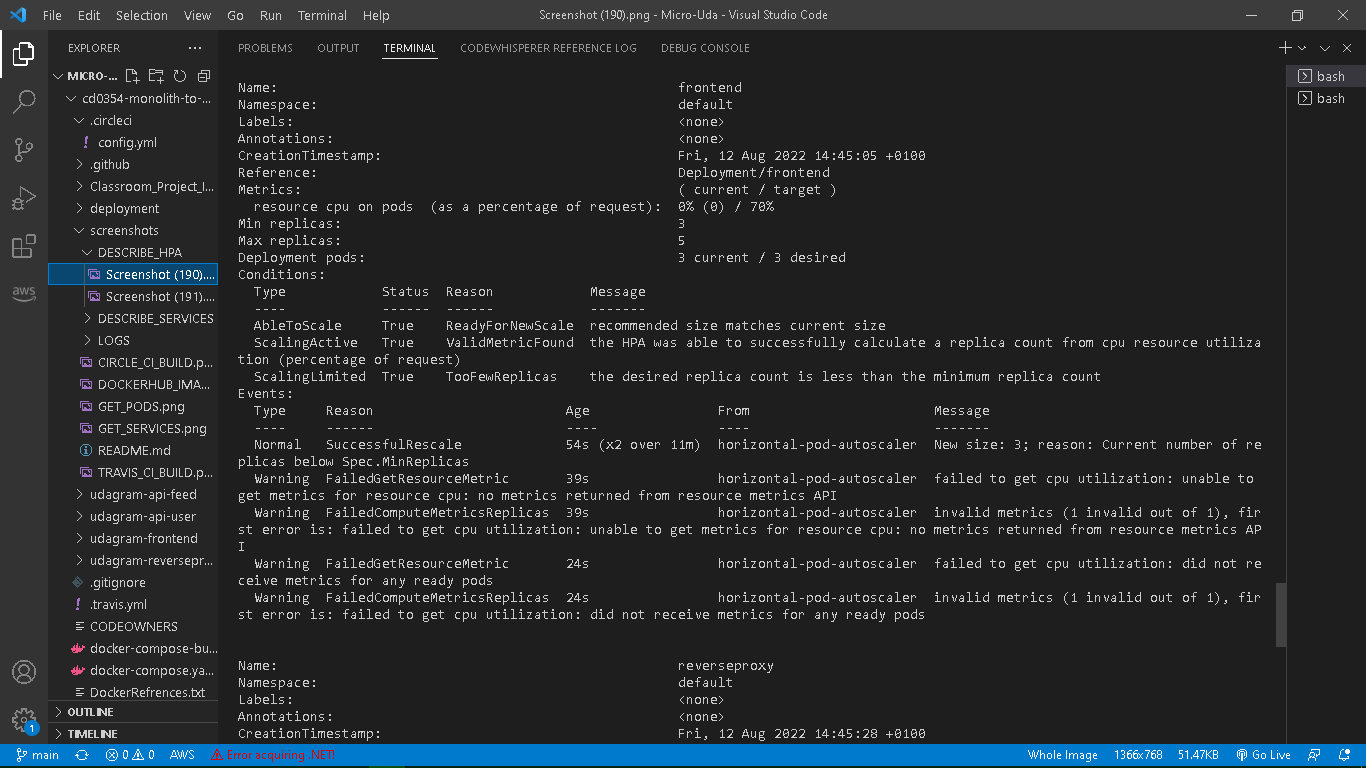 File Edit Selection View Go Run Terminal Help Screenshot (190).png - Micro-Uda - Visual Studio Code
EXPLORER ...
MICRO-...
cd0354-monolith-to-...
.circleci
! config.yml
.github
Classroom_Project_I...
deployment
screenshots
DESCRIBE_HPA
Screenshot (190)....
Screenshot (191)....
DESCRIBE_SERVICES
LOGS
CIRCLE_CI_BUILD.p...
DOCKERHUB_IMA...
GET_PODS.png
GET_SERVICES.png
README.md
TRAVIS_CI_BUILD.p...
udagram-api-feed
udagram-api-user
udagram-frontend
udagram-reversepr...
.gitignore
! .travis.yml
CODEOWNERS
docker-compose-bu...
docker-compose.ya...
DockerRefrences.txt
OUTLINE
TIMELINE
aws
1
PROBLEMS OUTPUT TERMINAL CODEWHISPERER REFERENCE LOG DEBUG CONSOLE
Name: frontend
Namespace: default
Labels: <none>
Annotations: <none>
CreationTimestamp: Fri, 12 Aug 2022 14:45:05 +0100
Reference: Deployment/frontend
Metrics: ( current / target )
resource cpu on pods (as a percentage of request): 0% (0) / 70%
Min replicas: 3
Max replicas: 5
Deployment pods: 3 current / 3 desired
Conditions:
Type Status Reason Message
---- ------ ------ -------
AbleToScale True ReadyForNewScale recommended size matches current size
ScalingActive True ValidMetricFound the HPA was able to successfully calculate a replica count from cpu resource utiliza
tion (percentage of request)
ScalingLimited True TooFewReplicas the desired replica count is less than the minimum replica count
Events:
Type Reason Age From Message
---- ------ ---- ---- -------
Normal SuccessfulRescale 54s (x2 over 11m) horizontal-pod-autoscaler New size: 3; reason: Current number of re
plicas below Spec.MinReplicas
Warning FailedGetResourceMetric 39s horizontal-pod-autoscaler failed to get cpu utilization: unable to
get metrics for resource cpu: no metrics returned from resource metrics API
Warning FailedComputeMetricsReplicas 39s horizontal-pod-autoscaler invalid metrics (1 invalid out of 1), fir
st error is: failed to get cpu utilization: unable to get metrics for resource cpu: no metrics returned from resource metrics AP
I
Warning FailedGetResourceMetric 24s horizontal-pod-autoscaler failed to get cpu utilization: did not re
ceive metrics for any ready pods
Warning FailedComputeMetricsReplicas 24s horizontal-pod-autoscaler invalid metrics (1 invalid out of 1), fir
st error is: failed to get cpu utilization: did not receive metrics for any ready pods
Name: reverseproxy
Namespace: default
Labels: <none>
Annotations: <none>
CreationTimestamp: Fri, 12 Aug 2022 14:45:28 +0100
bash
bash
main 0 0 AWS Error acquiring .NET! Whole Image 1366x768 51.47KB Go Live